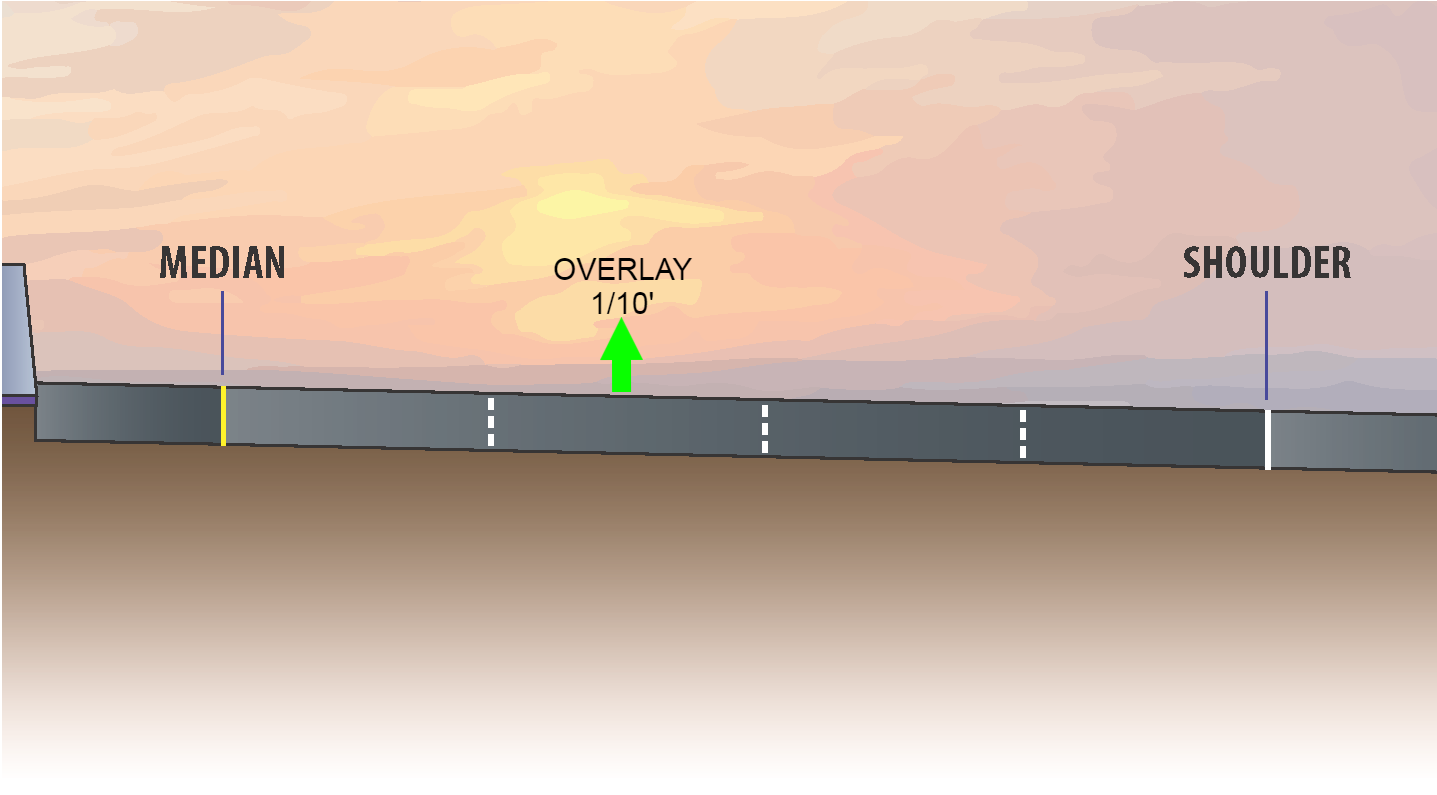 MEDIAN
OVERLAY
1/10'
SHOULDER